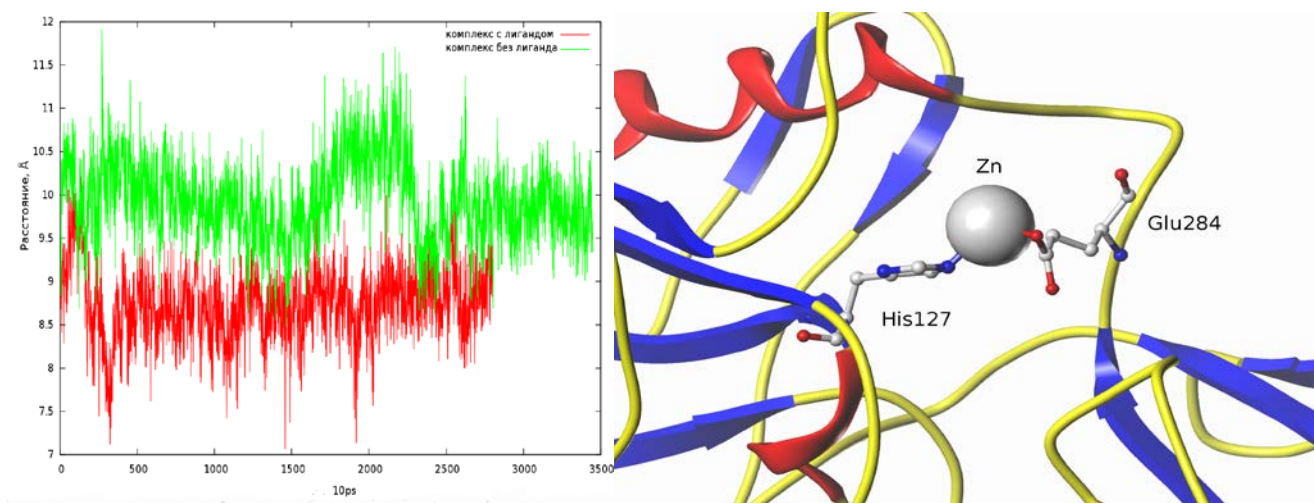 12
11.5
11
10.5
10
9.5
9
8.5
8
7.5
7
Расстояние, Å
комплекс с лигандом
комплекс без лиганда
0 500 1000 1500 2000 2500 3000 3500
10ps
Zn
Glu284
His127